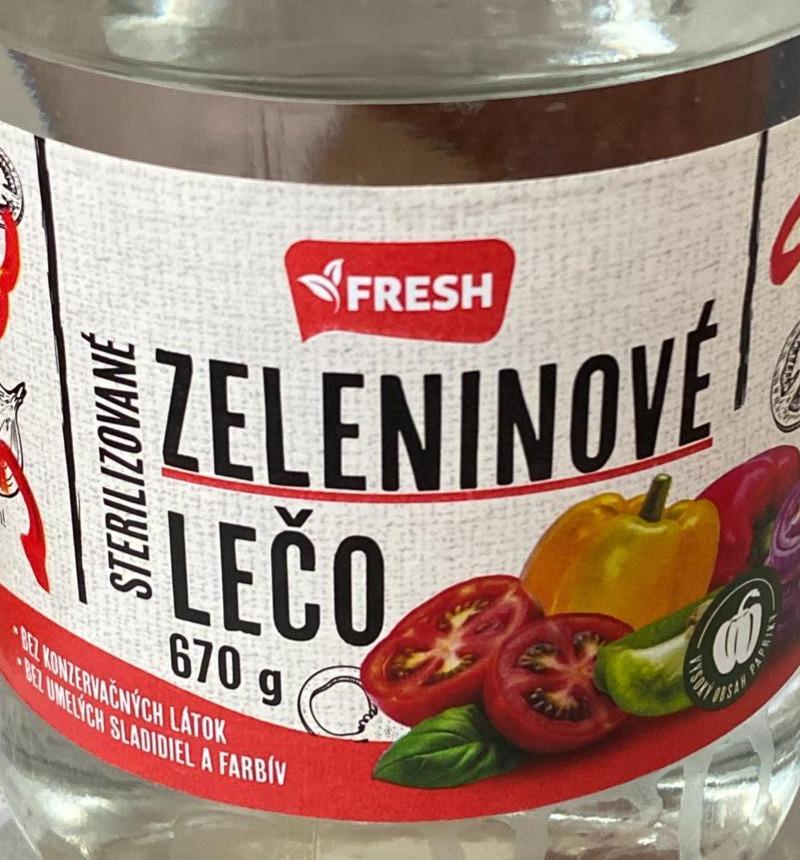 FRESH
STERILIZOVANÉ
ZELENINOVÉ
LEČO
670 g
• BEZ KONZERVAČNÝCH LÁTOK
• BEZ UMELÝCH SLADIDIEL A FARBÍV
VYSOKÝ OBSAH PAPRIKY